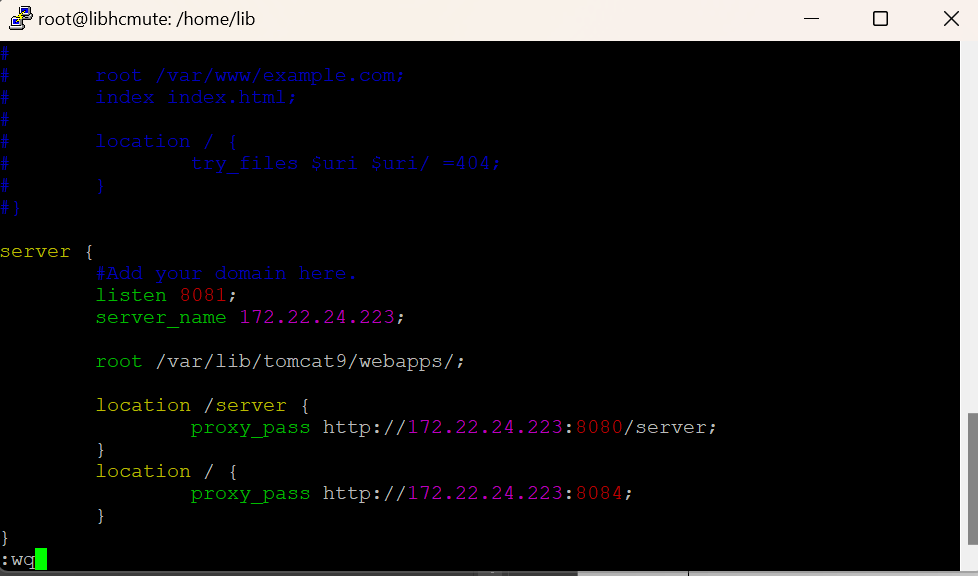 root@libhcmute: /home/lib
#
#       root /var/www/example.com;
#       index index.html;
#
#       location / {
#               try_files $uri $uri/ =404;
#       }
#}
server {
        #Add your domain here.
        listen 8081;
        server_name 172.22.24.223;
        root /var/lib/tomcat9/webapps/;
        location /server {
                proxy_pass http://172.22.24.223:8080/server;
        }
        location / {
                proxy_pass http://172.22.24.223:8084;
        }
}
:wq